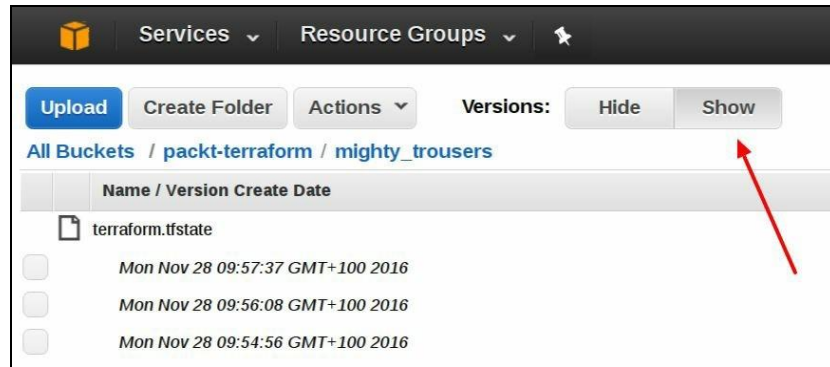 Services Resource Groups
Upload Create Folder Actions Versions: Hide Show
All Buckets / packt-terraform / mighty_trousers
Name / Version Create Date
terraform.tfstate
Mon Nov 28 09:57:37 GMT+100 2016
Mon Nov 28 09:56:08 GMT+100 2016
Mon Nov 28 09:54:56 GMT+100 2016